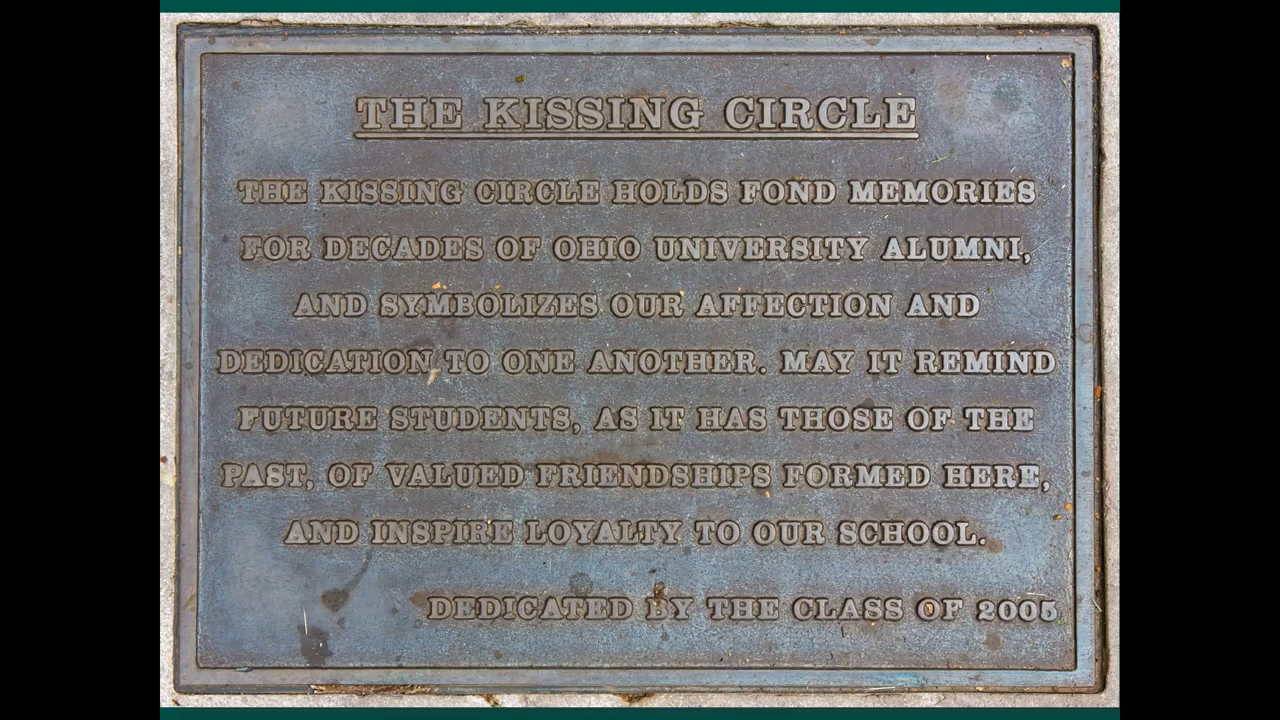 THE KISSING CIRCLE
THE KISSING CIRCLE HOLDS FOND MEMORIES
FOR DECADES OF OHIO UNIVERSITY ALUMNI,
AND SYMBOLIZES OUR AFFECTION AND
DEDICATION TO ONE ANOTHER. MAY IT REMIND
FUTURE STUDENTS, AS IT HAS THOSE OF THE
PAST, OF VALUED FRIENDSHIPS FORMED HERE,
AND INSPIRE LOYALTY TO OUR SCHOOL.
DEDICATED BY THE CLASS OF 2005